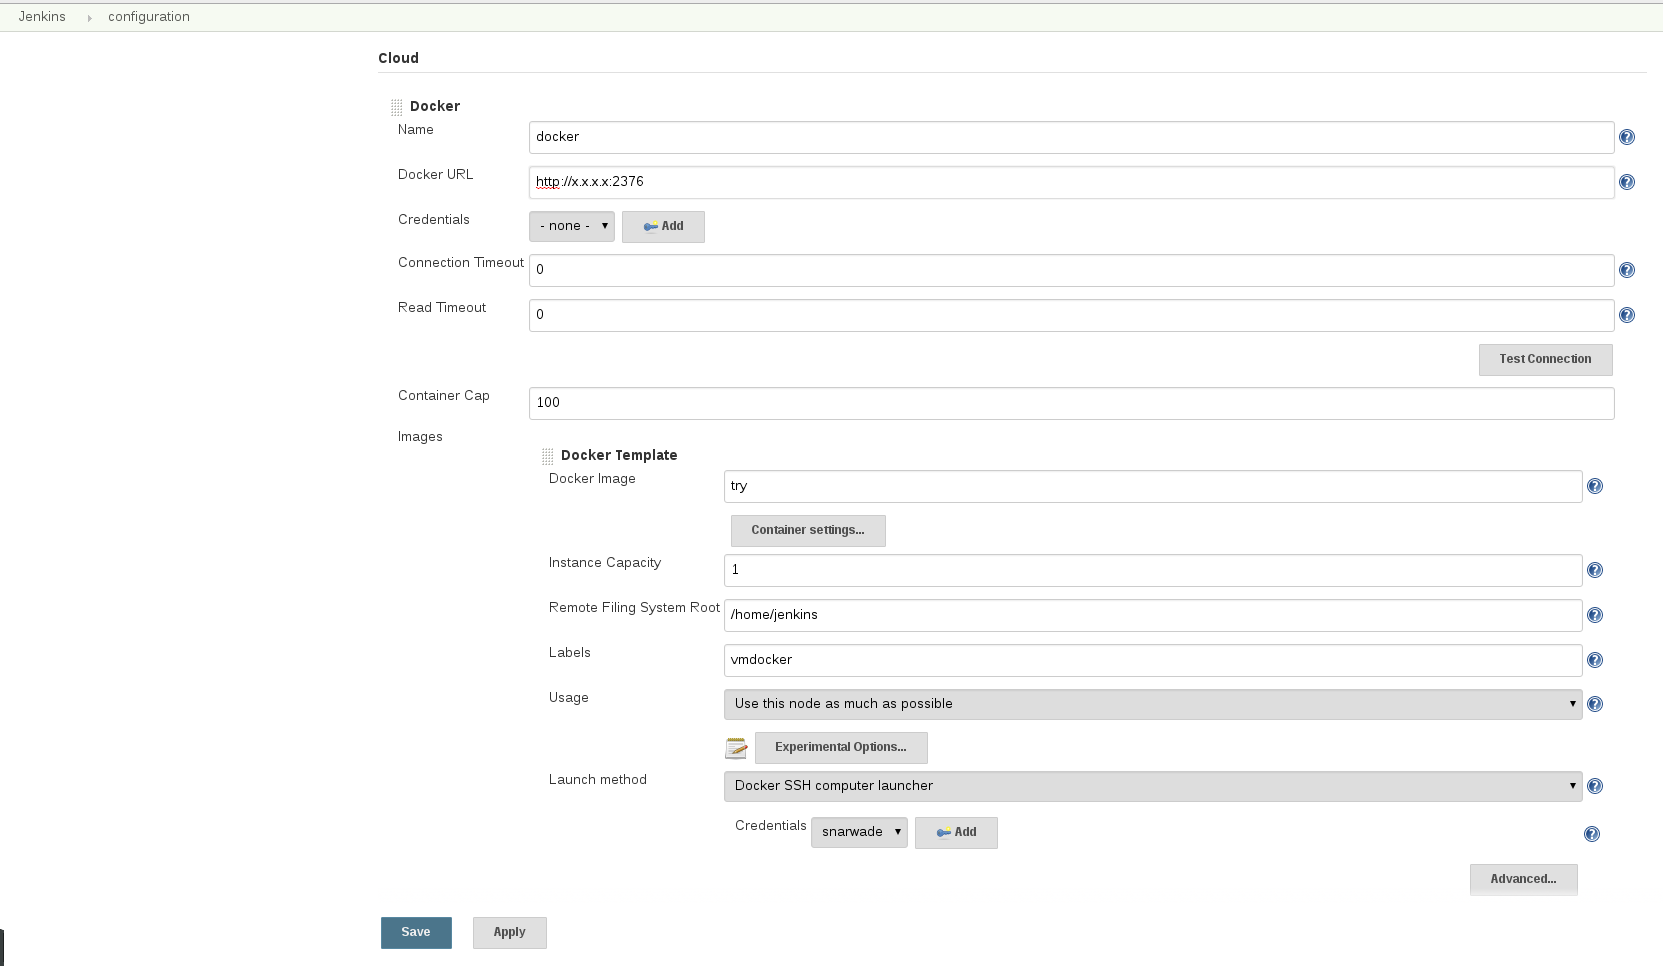 Jenkins configuration
Cloud
Docker
Name docker
Docker URL http://x.x.x.x:2376
Credentials - none - Add
Connection Timeout 0
Read Timeout 0
Test Connection
Container Cap 100
Images
Docker Template
Docker Image try
Container settings...
Instance Capacity 1
Remote Filing System Root /home/jenkins
Labels vmdocker
Usage Use this node as much as possible
Experimental Options...
Launch method Docker SSH computer launcher
Credentials snarwade Add
Advanced...
Save Apply